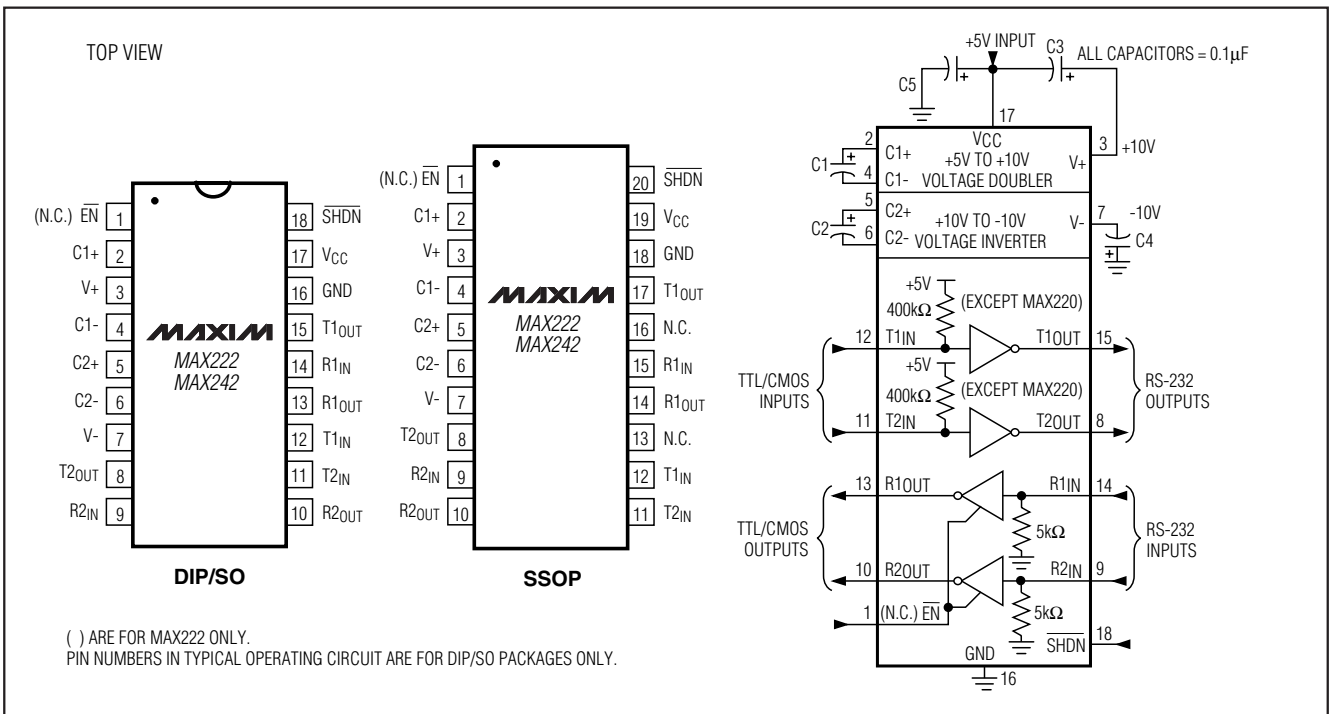 TOP VIEW
(N.C.) EN 1
C1+ 2
V+ 3
C1- 4
C2+ 5
C2- 6
V- 7
T2OUT 8
R2IN 9
18 SHDN
17 VCC
16 GND
15 T1OUT
14 R1IN
13 R1OUT
12 T1IN
11 T2IN
10 R2OUT
MAXIM
MAX222
MAX242
DIP/SO
(N.C.) EN 1
C1+ 2
V+ 3
C1- 4
C2+ 5
C2- 6
V- 7
T2OUT 8
R2IN 9
R2OUT 10
20 SHDN
19 VCC
18 GND
17 T1OUT
16 N.C.
15 R1IN
14 R1OUT
13 N.C.
12 T1IN
11 T2IN
MAXIM
MAX222
MAX242
SSOP
( ) ARE FOR MAX222 ONLY.
PIN NUMBERS IN TYPICAL OPERATING CIRCUIT ARE FOR DIP/SO PACKAGES ONLY.
+5V INPUT C3 ALL CAPACITORS = 0.1μF
C5
17
VCC
2 C1+ +5V TO +10V V+ 3 +10V
C1 4 C1- VOLTAGE DOUBLER
5 C2+ +10V TO -10V V- 7 -10V
C2 6 C2- VOLTAGE INVERTER C4
+5V
400kΩ (EXCEPT MAX220)
12 T1IN T1OUT 15
+5V
TTL/CMOS INPUTS
400kΩ (EXCEPT MAX220)
RS-232 OUTPUTS
11 T2IN T2OUT 8
13 R1OUT R1IN 14
5kΩ
TTL/CMOS OUTPUTS
RS-232 INPUTS
10 R2OUT R2IN 9
5kΩ
1 (N.C.) EN
SHDN 18
GND
16